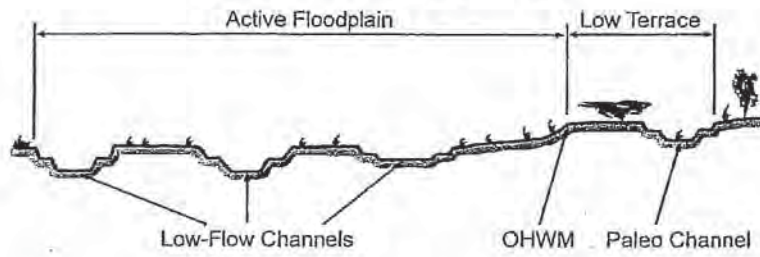 Active Floodplain
Low Terrace
Low-Flow Channels
OHWM
Paleo Channel